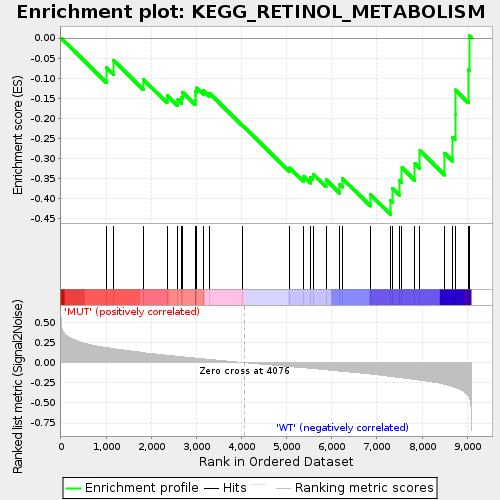 Enrichment plot: KEGG_RETINOL_METABOLISM
Enrichment score (ES)
0.00
-0.05
-0.10
-0.15
-0.20
-0.25
-0.30
-0.35
-0.40
-0.45
'MUT' (positively correlated)
Ranked list metric (Signal2Noise)
0.50
0.25
0.00
-0.25
-0.50
-0.75
Zero cross at 4076
'WT' (negatively correlated)
0 1,000 2,000 3,000 4,000 5,000 6,000 7,000 8,000 9,000
Rank in Ordered Dataset
Enrichment profile Hits Ranking metric scores